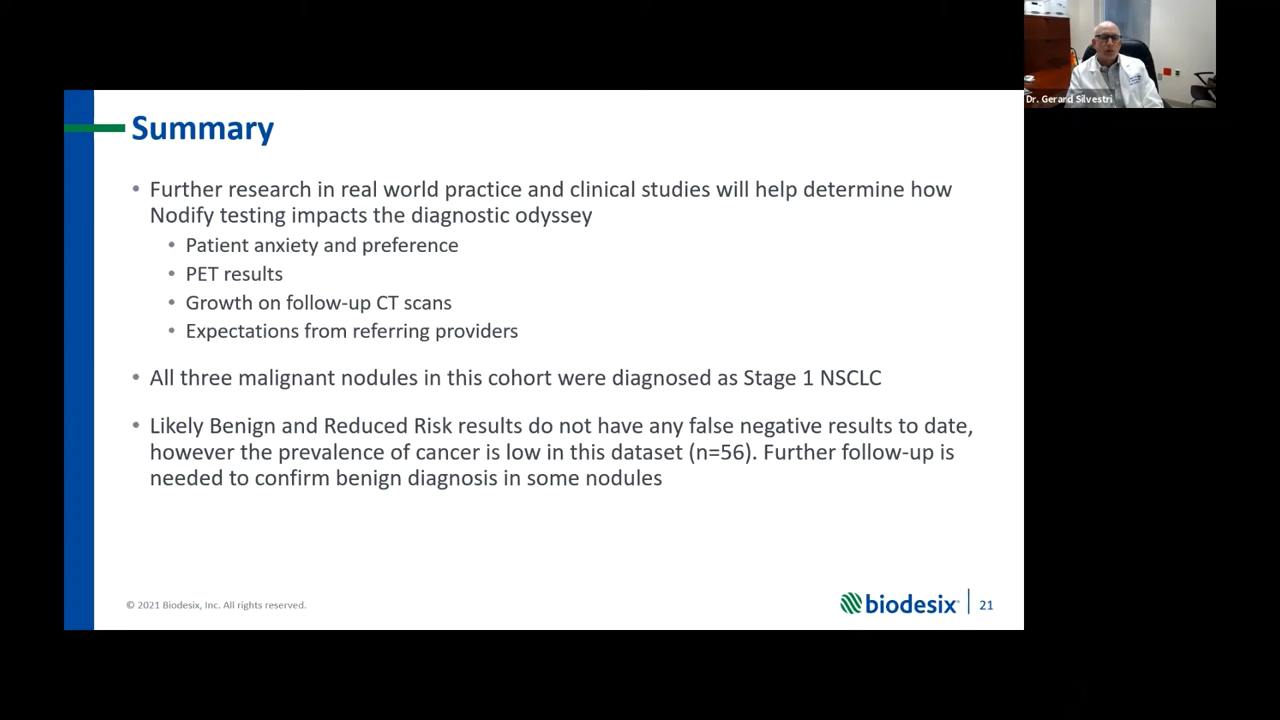 Dr. Gerard Silvestri
Summary
• Further research in real world practice and clinical studies will help determine how
Nodify testing impacts the diagnostic odyssey
• Patient anxiety and preference
• PET results
• Growth on follow-up CT scans
• Expectations from referring providers
• All three malignant nodules in this cohort were diagnosed as Stage 1 NSCLC
• Likely Benign and Reduced Risk results do not have any false negative results to date,
however the prevalence of cancer is low in this dataset (n=56). Further follow-up is
needed to confirm benign diagnosis in some nodules
© 2021 Biodesix, Inc. All rights reserved.
biodesix
21